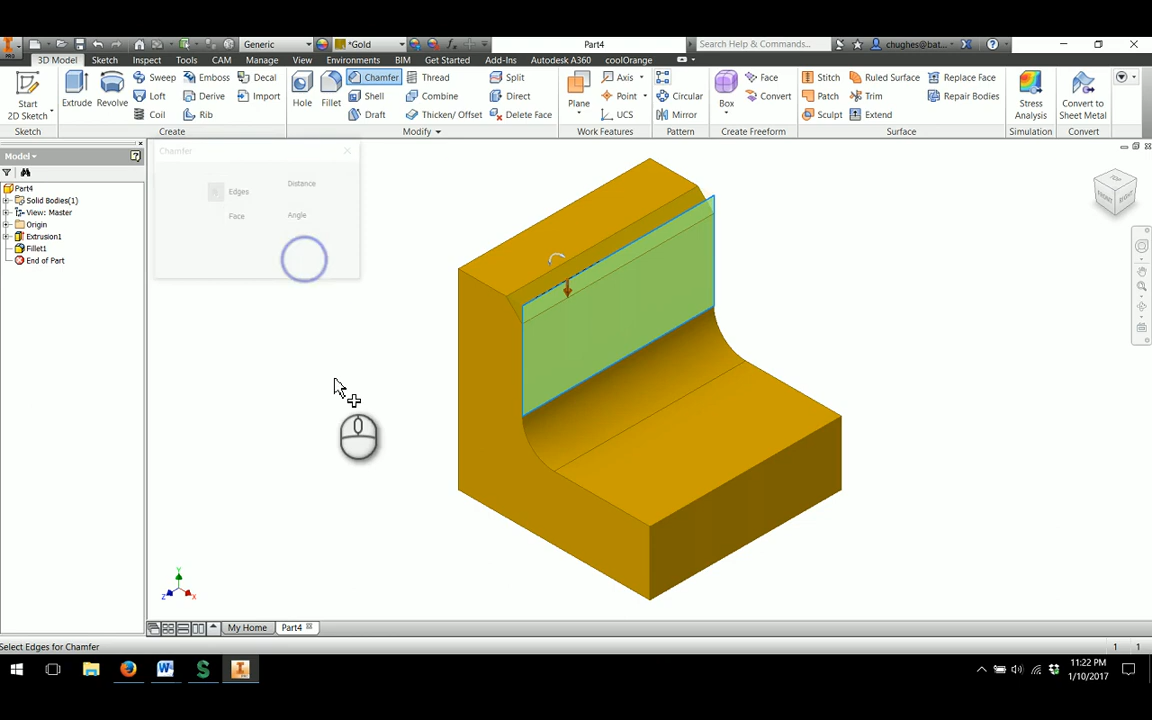 Generic
*Gold
Part4
Search Help & Commands...
chughes@bat...
PRO
3D Model Sketch Inspect Tools CAM Manage View Environments BIM Get Started Add-Ins Autodesk A360 coolOrange
Start
2D Sketch
Extrude
Revolve
Sweep
Loft
Coil
Emboss
Derive
Rib
Decal
Import
Hole
Fillet
Chamfer
Shell
Draft
Thread
Combine
Thicken/ Offset
Split
Direct
Delete Face
Plane
Axis
Point
UCS
Circular
Mirror
Box
Face
Convert
Stitch
Patch
Sculpt
Ruled Surface
Trim
Extend
Replace Face
Repair Bodies
Stress
Analysis
Convert to
Sheet Metal
Sketch Create Modify Work Features Pattern Create Freeform Surface Simulation Convert
Model
Part4
Solid Bodies(1)
View: Master
Origin
Extrusion1
Fillet1
End of Part
Chamfer
Edges
Distance
Face
Angle
TOP
FRONT
RIGHT
Y
Z
X
My Home Part4
Select Edges for Chamfer
1 1
11:22 PM
1/10/2017